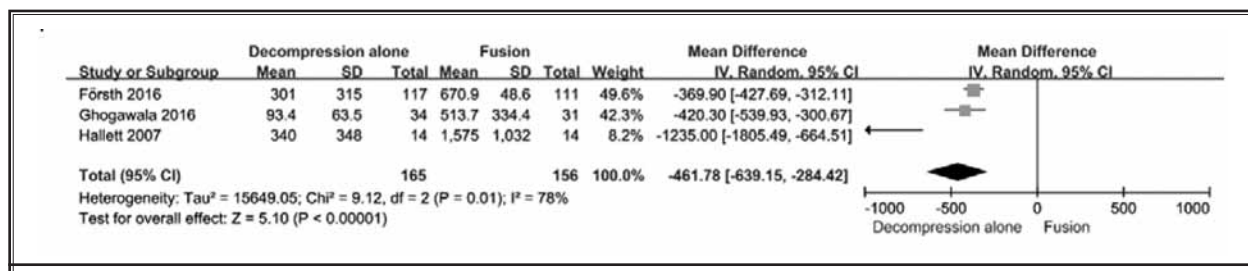 Decompression alone Fusion Mean Difference Mean Difference
Study or Subgroup Mean SD Total Mean SD Total Weight IV, Random, 95% CI IV, Random, 95% CI
Försth 2016 301 315 117 670.9 48.6 111 49.6% -369.90 [-427.69, -312.11]
Ghogawala 2016 93.4 63.5 34 513.7 334.4 31 42.3% -420.30 [-539.93, -300.67]
Hallett 2007 340 348 14 1,575 1,032 14 8.2% -1235.00 [-1805.49, -664.51]
Total (95% CI) 165 156 100.0% -461.78 [-639.15, -284.42]
Heterogeneity: Tau² = 15649.05; Chi² = 9.12, df = 2 (P = 0.01); I² = 78%
Test for overall effect: Z = 5.10 (P < 0.00001)
-1000 -500 0 500 1000
Decompression alone Fusion